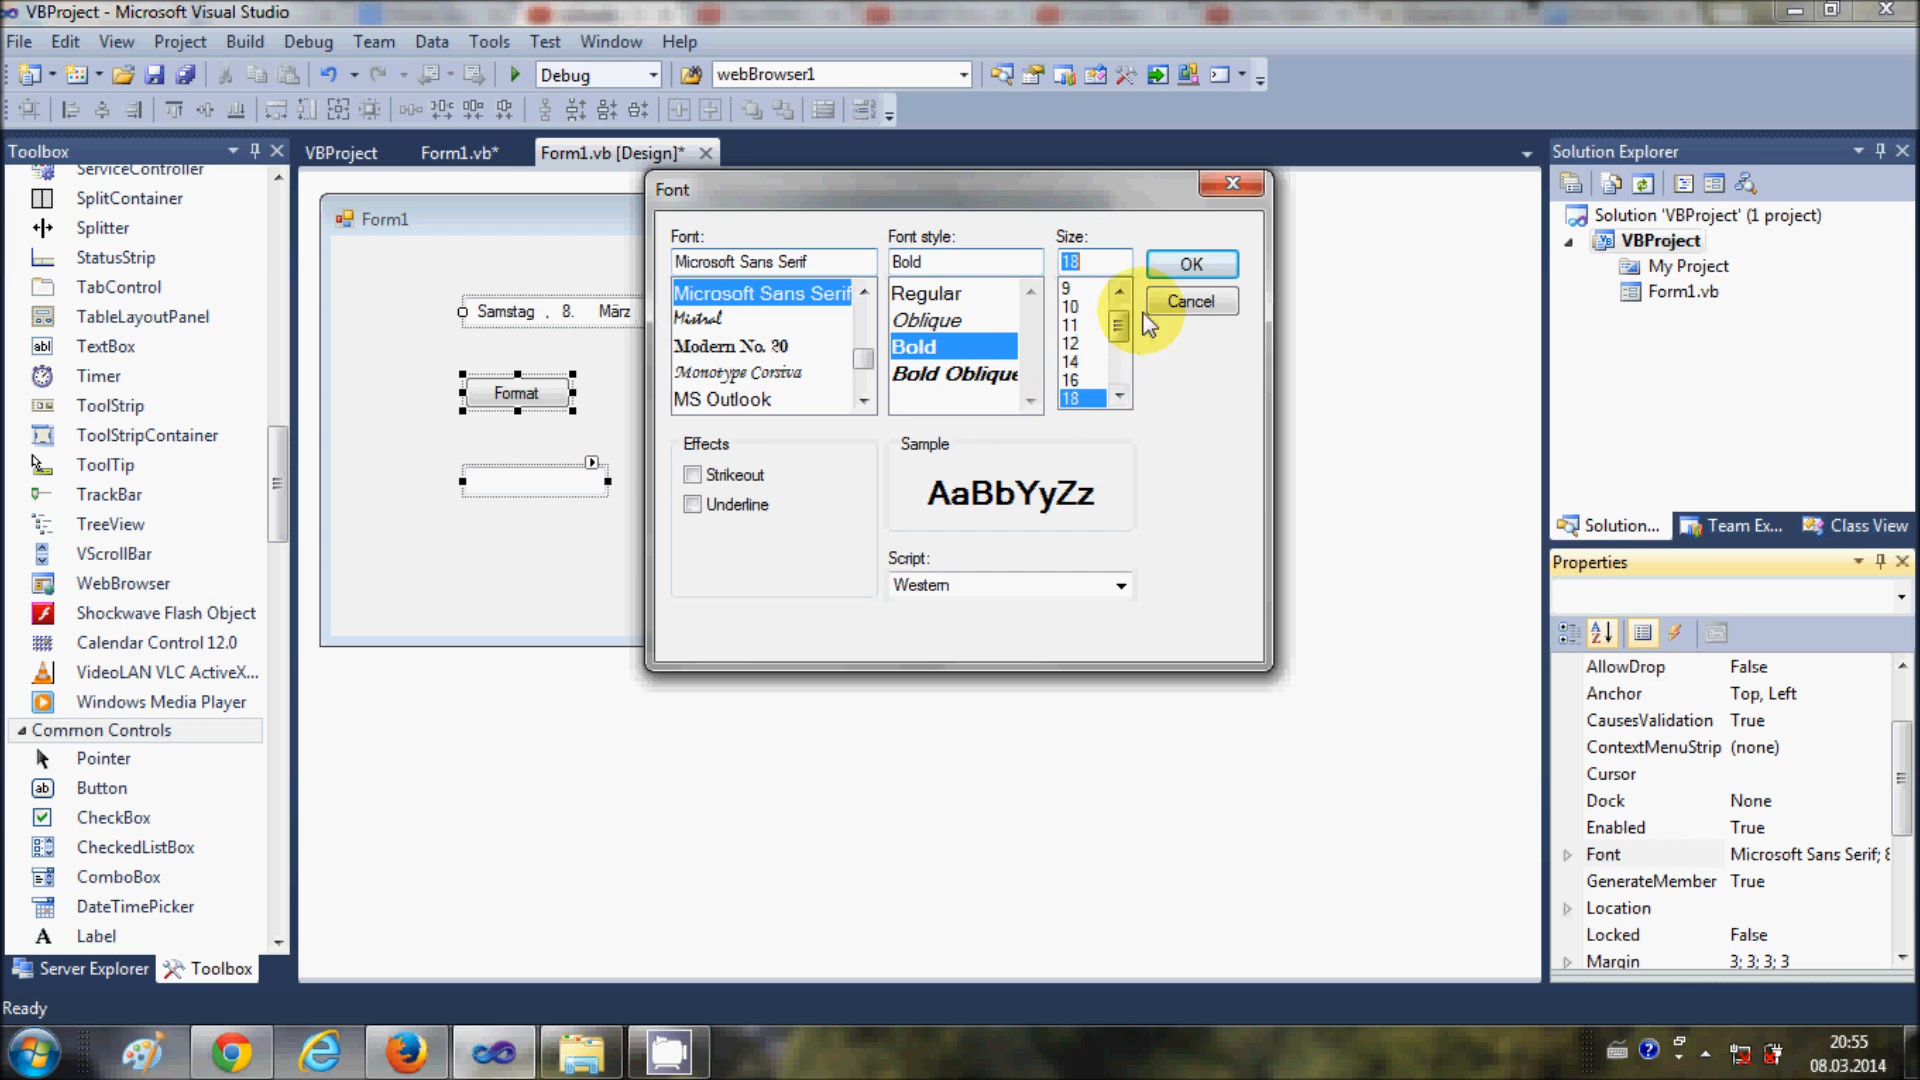 VBProject - Microsoft Visual Studio
File Edit View Project Build Debug Team Data Tools Test Window Help
Debug webBrowser1
Toolbox
ServiceController
SplitContainer
Splitter
StatusStrip
TabControl
TableLayoutPanel
TextBox
Timer
ToolStrip
ToolStripContainer
ToolTip
TrackBar
TreeView
VScrollBar
WebBrowser
Shockwave Flash Object
Calendar Control 12.0
VideoLAN VLC ActiveX...
Windows Media Player
Common Controls
Pointer
Button
CheckBox
CheckedListBox
ComboBox
DateTimePicker
Label
Server Explorer Toolbox
VBProject Form1.vb* Form1.vb [Design]*
Form1
Samstag , 8. März
Format
Font
Font: Font style: Size:
Microsoft Sans Serif Bold 18
OK
Cancel
Microsoft Sans Serif
Mistral
Modern No. 20
Monotype Corsiva
MS Outlook
Regular
Oblique
Bold
Bold Oblique
9
10
11
12
14
16
18
Effects
Strikeout
Underline
Sample
AaBbYyZz
Script:
Western
Solution Explorer
Solution 'VBProject' (1 project)
VBProject
My Project
Form1.vb
Solution... Team Ex... Class View
Properties
AllowDrop False
Anchor Top, Left
CausesValidation True
ContextMenuStrip (none)
Cursor
Dock None
Enabled True
Font Microsoft Sans Serif; 8
GenerateMember True
Location
Locked False
Margin 3; 3; 3; 3
Ready
20:55
08.03.2014